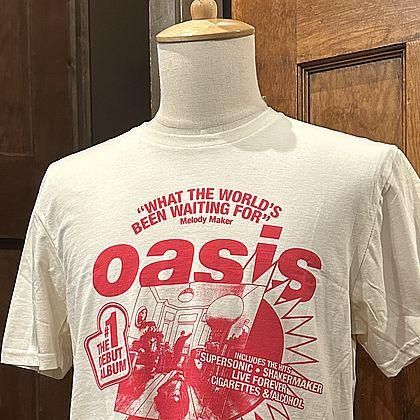 "WHAT THE WORLD'S
BEEN WAITING FOR"
Melody Maker
oasis
#1
THE
DEBUT
ALBUM
INCLUDES THE HITS:
SUPERSONIC • SHAKERMAKER
LIVE FOREVER
CIGARETTES & ALCOHOL